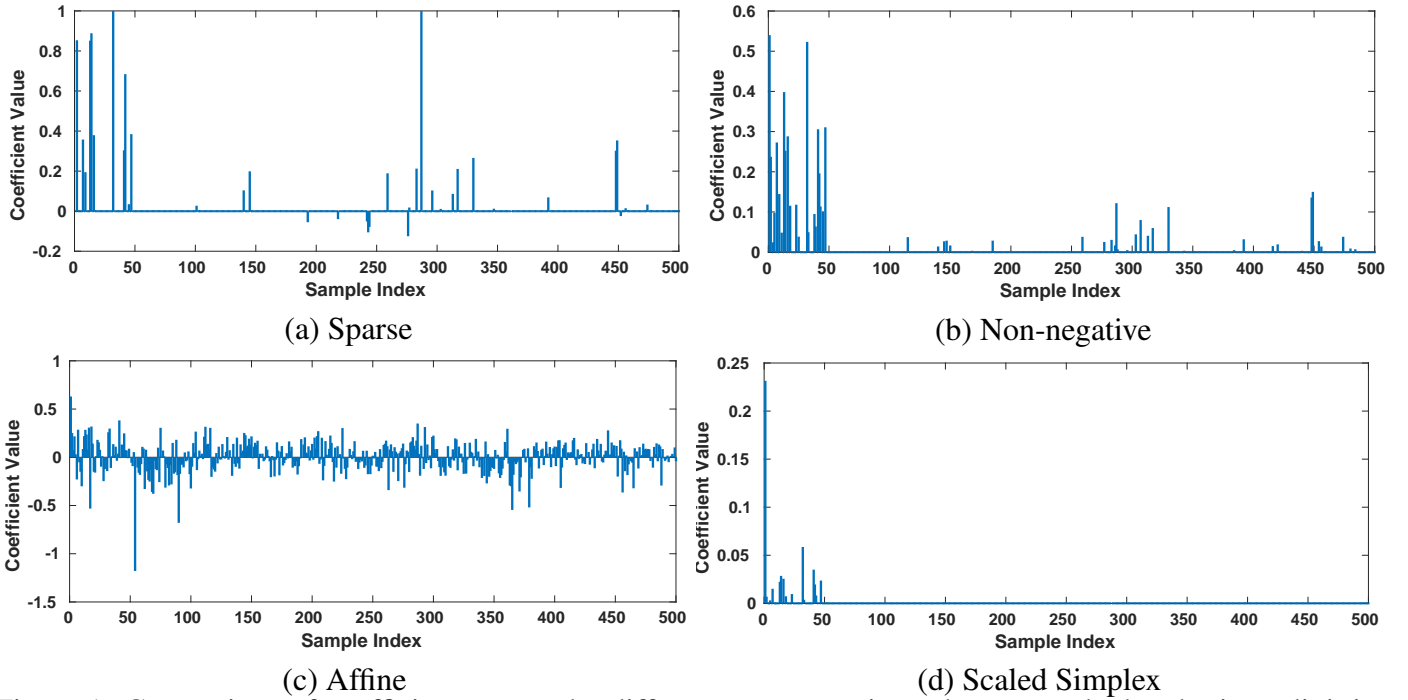 Coefficient Value
1
0.8
0.6
0.4
0.2
0
-0.2
0 50 100 150 200 250 300 350 400 450 500
Sample Index
(a) Sparse
Coefficient Value
0.6
0.5
0.4
0.3
0.2
0.1
0
0 50 100 150 200 250 300 350 400 450 500
Sample Index
(b) Non-negative
Coefficient Value
1
0.5
0
-0.5
-1
-1.5
0 50 100 150 200 250 300 350 400 450 500
Sample Index
(c) Affine
Coefficient Value
0.25
0.2
0.15
0.1
0.05
0
0 50 100 150 200 250 300 350 400 450 500
Sample Index
(d) Scaled Simplex